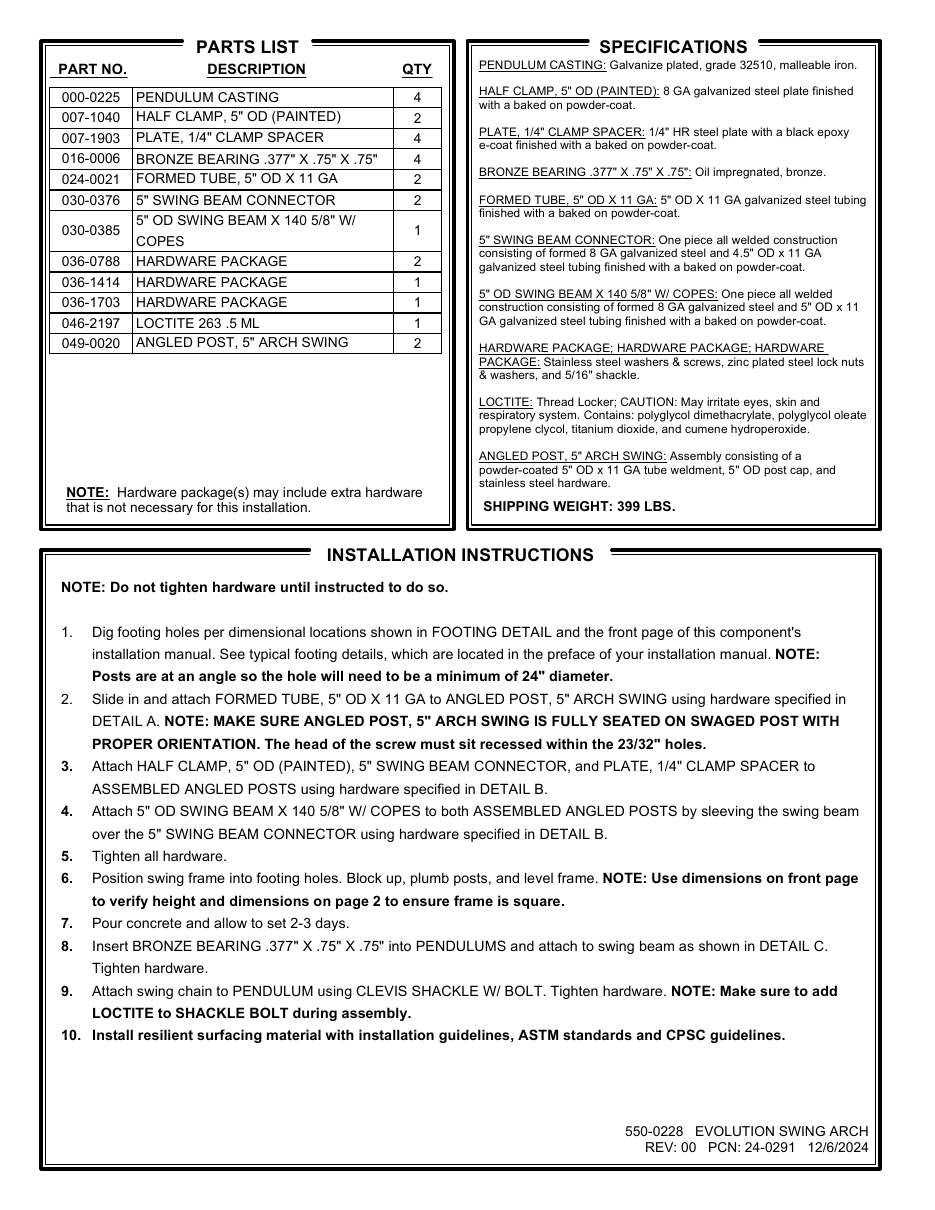 PARTS LIST
PART NO. DESCRIPTION QTY
000-0225 PENDULUM CASTING 4
007-1040 HALF CLAMP, 5" OD (PAINTED) 2
007-1903 PLATE, 1/4" CLAMP SPACER 4
016-0006 BRONZE BEARING .377" X .75" X .75" 4
024-0021 FORMED TUBE, 5" OD X 11 GA 2
030-0376 5" SWING BEAM CONNECTOR 2
030-0385 5" OD SWING BEAM X 140 5/8" W/ 1
COPES
036-0788 HARDWARE PACKAGE 2
036-1414 HARDWARE PACKAGE 1
036-1703 HARDWARE PACKAGE 1
046-2197 LOCTITE 263 .5 ML 1
049-0020 ANGLED POST, 5" ARCH SWING 2
NOTE: Hardware package(s) may include extra hardware
that is not necessary for this installation.
SPECIFICATIONS
PENDULUM CASTING: Galvanize plated, grade 32510, malleable iron.
HALF CLAMP, 5" OD (PAINTED): 8 GA galvanized steel plate finished
with a baked on powder-coat.
PLATE, 1/4" CLAMP SPACER: 1/4" HR steel plate with a black epoxy
e-coat finished with a baked on powder-coat.
BRONZE BEARING .377" X .75" X .75": Oil impregnated, bronze.
FORMED TUBE, 5" OD X 11 GA: 5" OD X 11 GA galvanized steel tubing
finished with a baked on powder-coat.
5" SWING BEAM CONNECTOR: One piece all welded construction
consisting of formed 8 GA galvanized steel and 4.5" OD x 11 GA
galvanized steel tubing finished with a baked on powder-coat.
5" OD SWING BEAM X 140 5/8" W/ COPES: One piece all welded
construction consisting of formed 8 GA galvanized steel and 5" OD x 11
GA galvanized steel tubing finished with a baked on powder-coat.
HARDWARE PACKAGE; HARDWARE PACKAGE; HARDWARE
PACKAGE: Stainless steel washers & screws, zinc plated steel lock nuts
& washers, and 5/16" shackle.
LOCTITE: Thread Locker; CAUTION: May irritate eyes, skin and
respiratory system. Contains: polyglycol dimethacrylate, polyglycol oleate
propylene clycol, titanium dioxide, and cumene hydroperoxide.
ANGLED POST, 5" ARCH SWING: Assembly consisting of a
powder-coated 5" OD x 11 GA tube weldment, 5" OD post cap, and
stainless steel hardware.
SHIPPING WEIGHT: 399 LBS.
INSTALLATION INSTRUCTIONS
NOTE: Do not tighten hardware until instructed to do so.
1. Dig footing holes per dimensional locations shown in FOOTING DETAIL and the front page of this component's
installation manual. See typical footing details, which are located in the preface of your installation manual. NOTE:
Posts are at an angle so the hole will need to be a minimum of 24" diameter.
2. Slide in and attach FORMED TUBE, 5" OD X 11 GA to ANGLED POST, 5" ARCH SWING using hardware specified in
DETAIL A. NOTE: MAKE SURE ANGLED POST, 5" ARCH SWING IS FULLY SEATED ON SWAGED POST WITH
PROPER ORIENTATION. The head of the screw must sit recessed within the 23/32" holes.
3. Attach HALF CLAMP, 5" OD (PAINTED), 5" SWING BEAM CONNECTOR, and PLATE, 1/4" CLAMP SPACER to
ASSEMBLED ANGLED POSTS using hardware specified in DETAIL B.
4. Attach 5" OD SWING BEAM X 140 5/8" W/ COPES to both ASSEMBLED ANGLED POSTS by sleeving the swing beam
over the 5" SWING BEAM CONNECTOR using hardware specified in DETAIL B.
5. Tighten all hardware.
6. Position swing frame into footing holes. Block up, plumb posts, and level frame. NOTE: Use dimensions on front page
to verify height and dimensions on page 2 to ensure frame is square.
7. Pour concrete and allow to set 2-3 days.
8. Insert BRONZE BEARING .377" X .75" X .75" into PENDULUMS and attach to swing beam as shown in DETAIL C.
Tighten hardware.
9. Attach swing chain to PENDULUM using CLEVIS SHACKLE W/ BOLT. Tighten hardware. NOTE: Make sure to add
LOCTITE to SHACKLE BOLT during assembly.
10. Install resilient surfacing material with installation guidelines, ASTM standards and CPSC guidelines.
550-0228 EVOLUTION SWING ARCH
REV: 00 PCN: 24-0291 12/6/2024